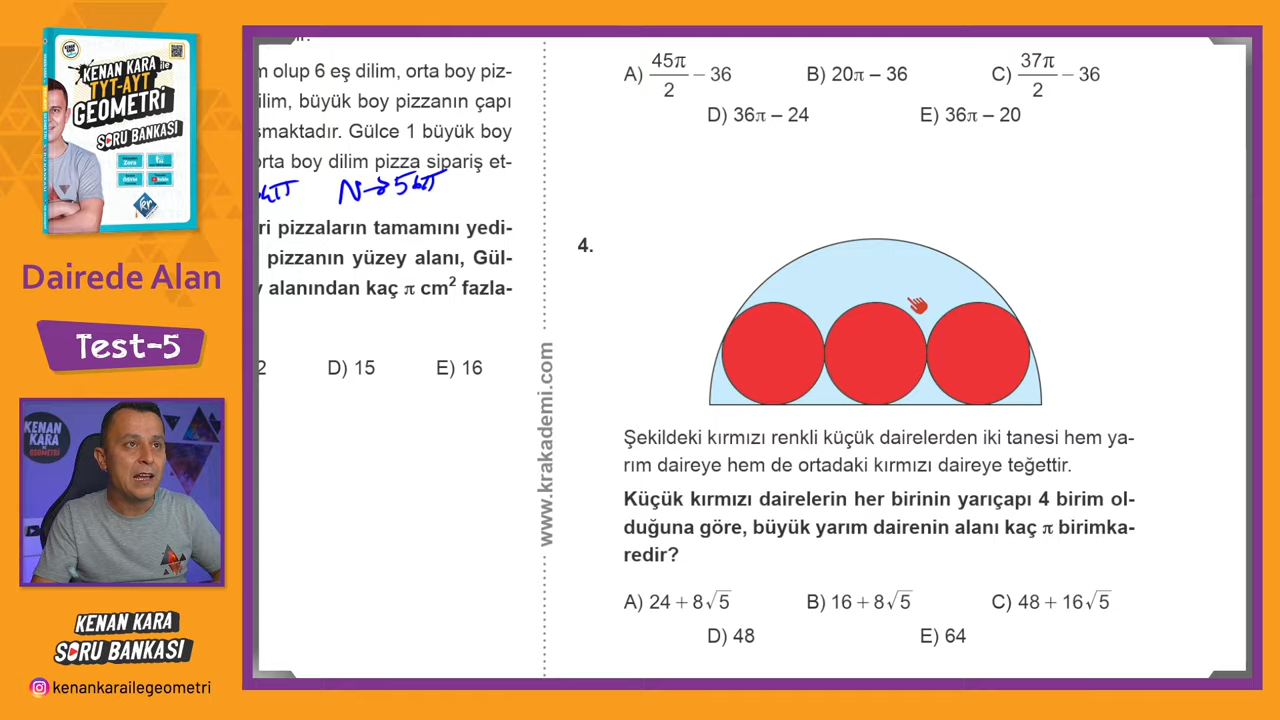 KENAN KARA ile
TYT-AYT
GEOMETRİ
SORU BANKASI
kr
Dairede Alan
Test-5
KENAN
KARA
KENAN KARA
SORU BANKASI
kenankarailegeometri
m olup 6 eş dilim, orta boy piz-
ilim, büyük boy pizzanın çapı
şmaktadır. Gülce 1 büyük boy
orta boy dilim pizza sipariş et-
N→54π
ri pizzaların tamamını yedi-
pizzanın yüzey alanı, Gül-
y alanından kaç π cm² fazla-
2 D) 15 E) 16
www.krakademi.com
A) 45π/2 – 36 B) 20π – 36 C) 37π/2 – 36
D) 36π – 24 E) 36π – 20
4.
Şekildeki kırmızı renkli küçük dairelerden iki tanesi hem ya-
rım daireye hem de ortadaki kırmızı daireye teğettir.
Küçük kırmızı dairelerin her birinin yarıçapı 4 birim ol-
duğuna göre, büyük yarım dairenin alanı kaç π birimka-
redir?
A) 24 + 8√5 B) 16 + 8√5 C) 48 + 16√5
D) 48 E) 64